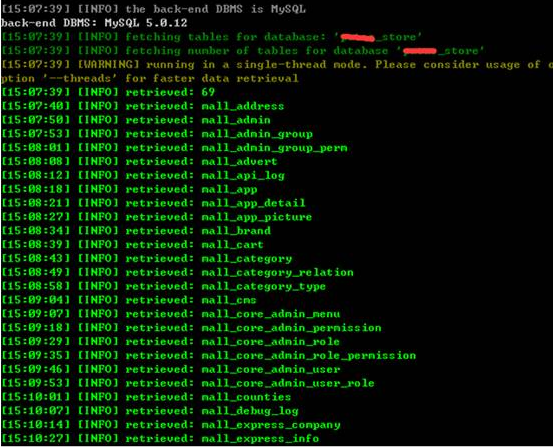 [15:07:39] [INFO] the back-end DBMS is MySQL
back-end DBMS: MySQL 5.0.12
[15:07:39] [INFO] fetching tables for database: '_store'
[15:07:39] [INFO] fetching number of tables for database '_store'
[15:07:39] [WARNING] running in a single-thread mode. Please consider usage of o
ption '--threads' for faster data retrieval
[15:07:39] [INFO] retrieved: 69
[15:07:40] [INFO] retrieved: mall_address
[15:07:50] [INFO] retrieved: mall_admin
[15:07:53] [INFO] retrieved: mall_admin_group
[15:08:01] [INFO] retrieved: mall_admin_group_perm
[15:08:08] [INFO] retrieved: mall_advert
[15:08:12] [INFO] retrieved: mall_api_log
[15:08:18] [INFO] retrieved: mall_app
[15:08:21] [INFO] retrieved: mall_app_detail
[15:08:27] [INFO] retrieved: mall_app_picture
[15:08:34] [INFO] retrieved: mall_brand
[15:08:39] [INFO] retrieved: mall_cart
[15:08:43] [INFO] retrieved: mall_category
[15:08:49] [INFO] retrieved: mall_category_relation
[15:08:58] [INFO] retrieved: mall_category_type
[15:09:04] [INFO] retrieved: mall_cms
[15:09:07] [INFO] retrieved: mall_core_admin_menu
[15:09:18] [INFO] retrieved: mall_core_admin_permission
[15:09:29] [INFO] retrieved: mall_core_admin_role
[15:09:35] [INFO] retrieved: mall_core_admin_role_permission
[15:09:46] [INFO] retrieved: mall_core_admin_user
[15:09:53] [INFO] retrieved: mall_core_admin_user_role
[15:10:01] [INFO] retrieved: mall_counties
[15:10:07] [INFO] retrieved: mall_debug_log
[15:10:14] [INFO] retrieved: mall_express_company
[15:10:27] [INFO] retrieved: mall_express_info